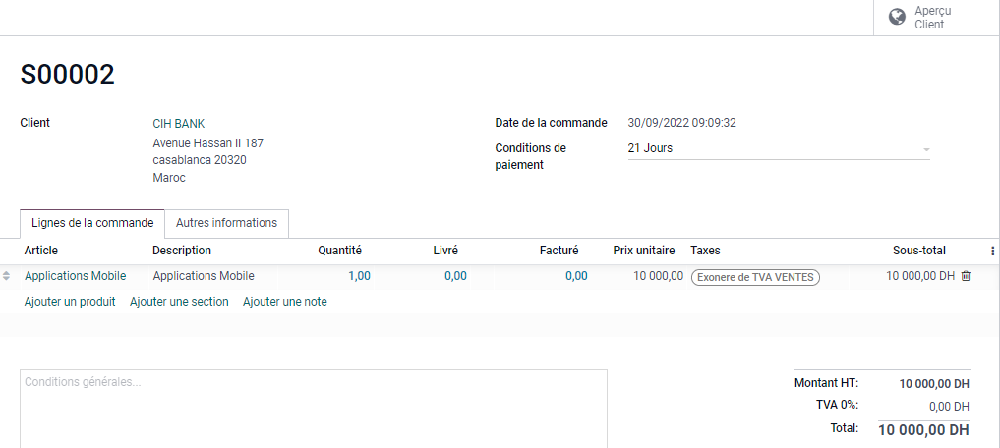 Aperçu
Client
S00002
Client
CIH BANK
Avenue Hassan II 187
casablanca 20320
Maroc
Date de la commande
30/09/2022 09:09:32
Conditions de
paiement
21 Jours
Lignes de la commande
Autres informations
Article Description Quantité Livré Facturé Prix unitaire Taxes Sous-total
Applications Mobile Applications Mobile 1,00 0,00 0,00 10 000,00 Exonere de TVA VENTES 10 000,00 DH
Ajouter un produit Ajouter une section Ajouter une note
Conditions générales...
Montant HT: 10 000,00 DH
TVA 0%: 0,00 DH
Total: 10 000,00 DH